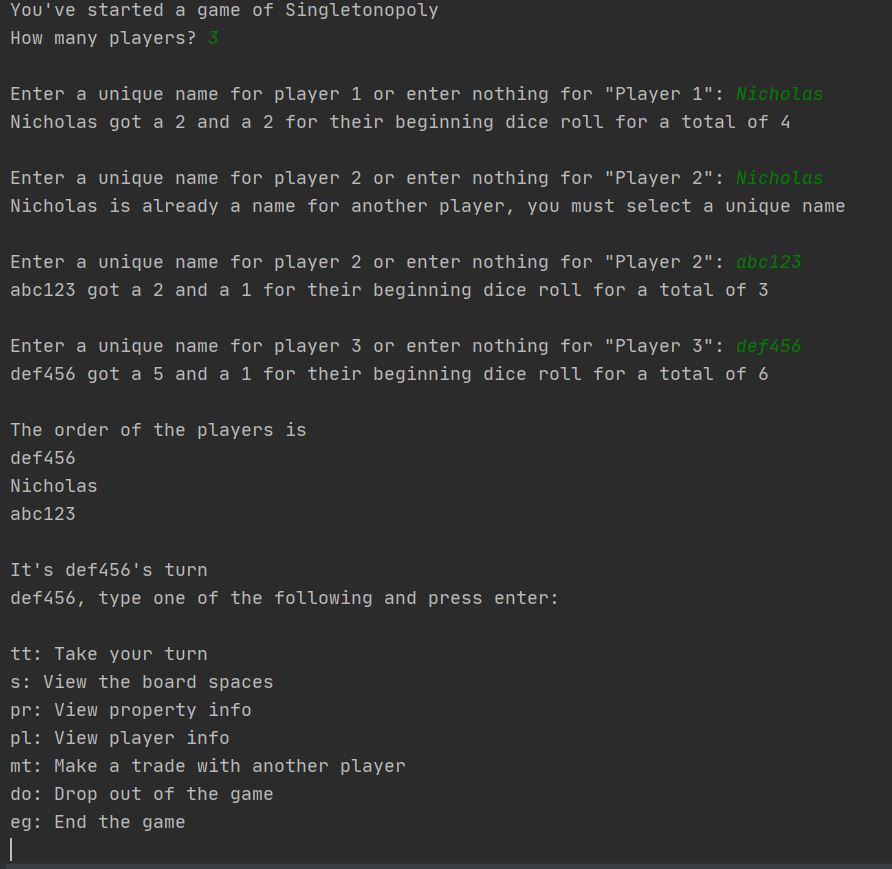 You've started a game of Singletonopoly
How many players? 3
Enter a unique name for player 1 or enter nothing for "Player 1": Nicholas
Nicholas got a 2 and a 2 for their beginning dice roll for a total of 4
Enter a unique name for player 2 or enter nothing for "Player 2": Nicholas
Nicholas is already a name for another player, you must select a unique name
Enter a unique name for player 2 or enter nothing for "Player 2": abc123
abc123 got a 2 and a 1 for their beginning dice roll for a total of 3
Enter a unique name for player 3 or enter nothing for "Player 3": def456
def456 got a 5 and a 1 for their beginning dice roll for a total of 6
The order of the players is
def456
Nicholas
abc123
It's def456's turn
def456, type one of the following and press enter:
tt: Take your turn
s: View the board spaces
pr: View property info
pl: View player info
mt: Make a trade with another player
do: Drop out of the game
eg: End the game